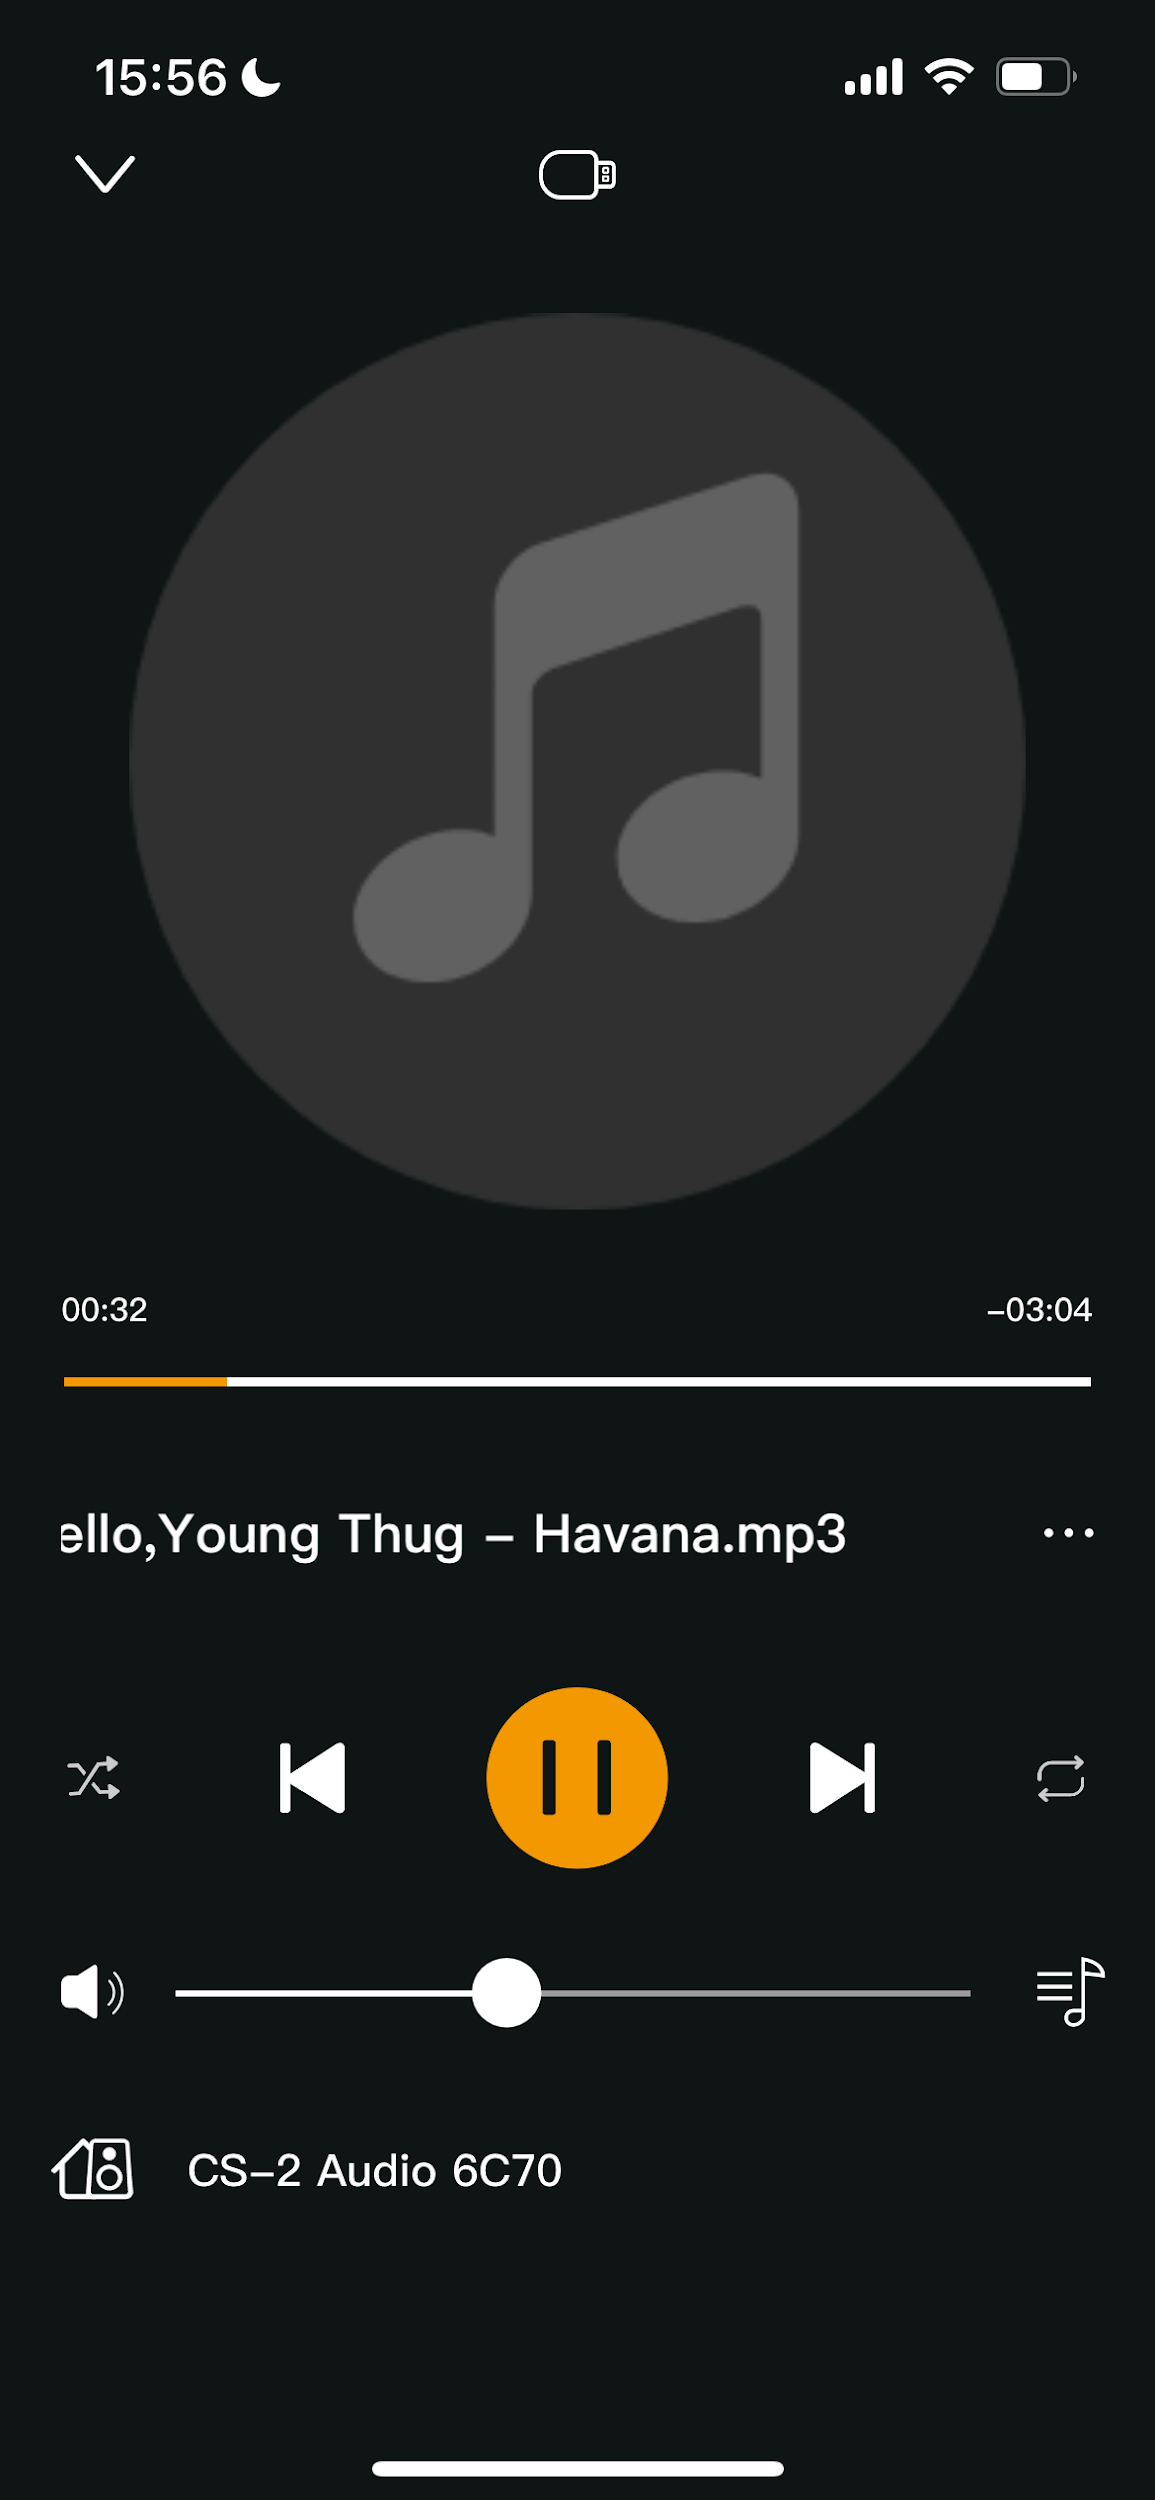 15:56
00:32 -03:04
ello,Young Thug – Havana.mp3
CS-2 Audio 6C70